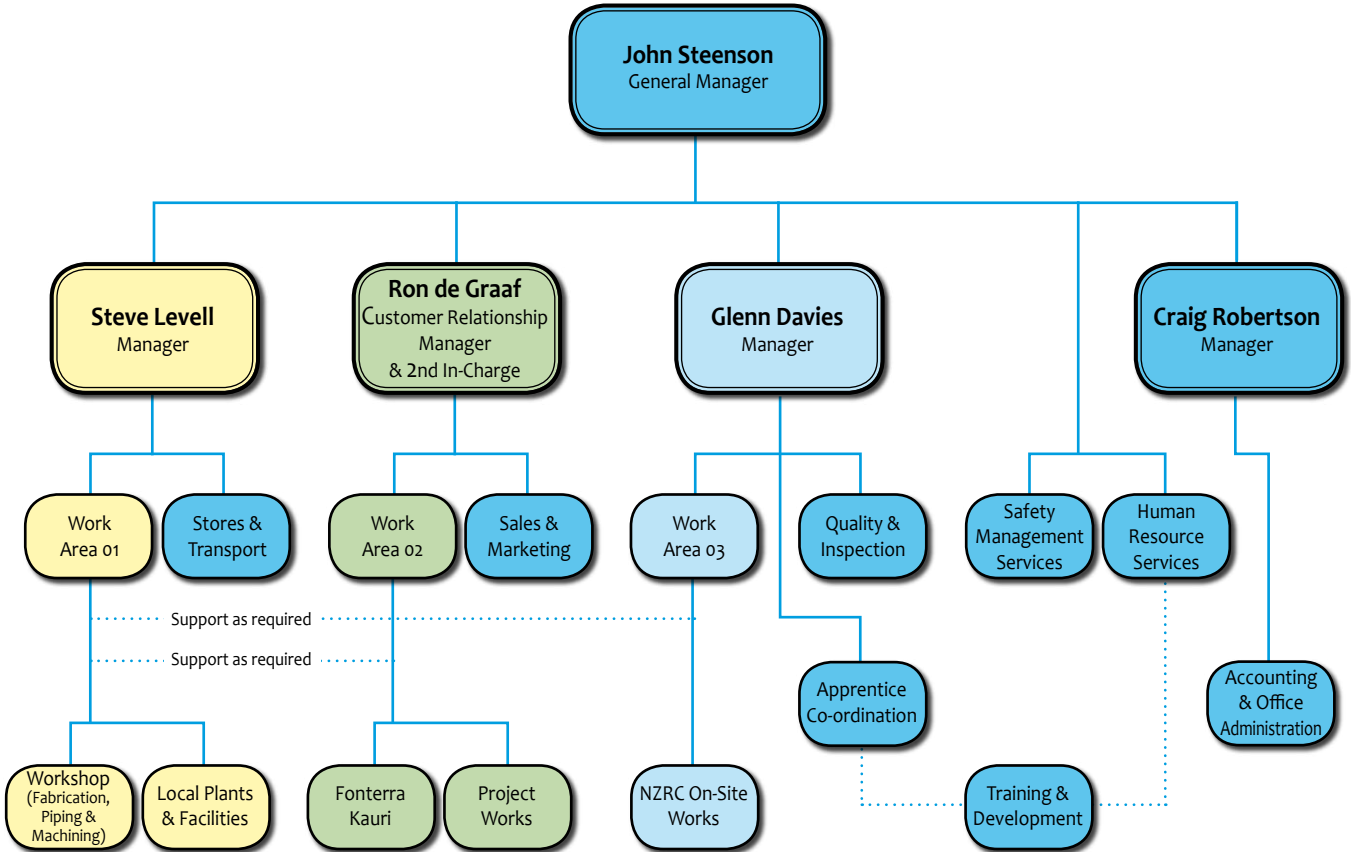 John Steenson
General Manager
Steve Levell
Manager
Ron de Graaf
Customer Relationship
Manager
& 2nd In-Charge
Glenn Davies
Manager
Craig Robertson
Manager
Work
Area 01
Stores &
Transport
Work
Area 02
Sales &
Marketing
Work
Area 03
Quality &
Inspection
Safety
Management
Services
Human
Resource
Services
Support as required
Support as required
Apprentice
Co-ordination
Accounting
& Office
Administration
Workshop
(Fabrication,
Piping &
Machining)
Local Plants
& Facilities
Fonterra
Kauri
Project
Works
NZRC On-Site
Works
Training &
Development